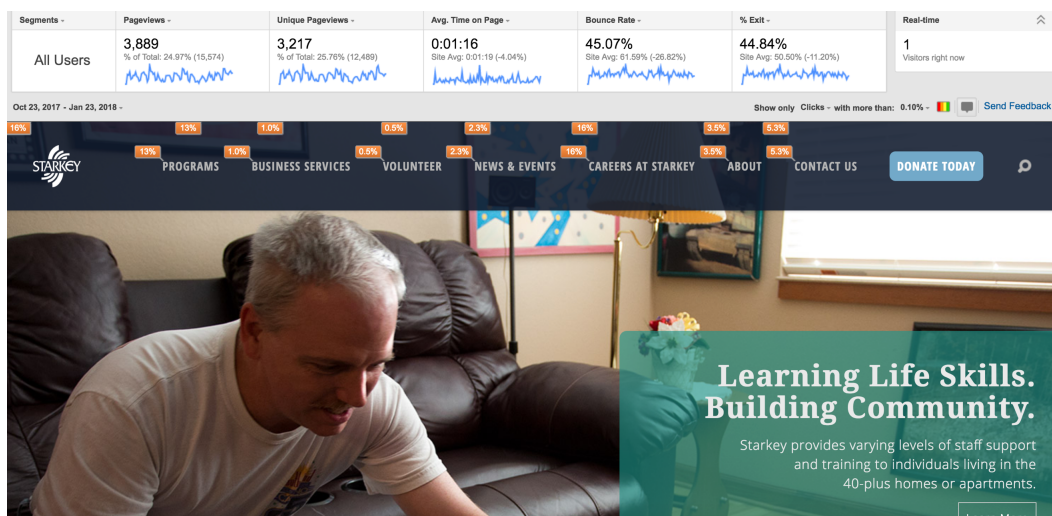 Segments Pageviews Unique Pageviews Avg. Time on Page Bounce Rate % Exit Real-time
All Users 3,889 3,217 0:01:16 45.07% 44.84% 1
% of Total: 24.97% (15,574) % of Total: 25.76% (12,489) Site Avg: 0:01:19 (-4.04%) Site Avg: 61.59% (-26.82%) Site Avg: 50.50% (-11.20%) Visitors right now
Oct 23, 2017 - Jan 23, 2018 Show only Clicks with more than: 0.10% Send Feedback
16% 13% 1.0% 0.5% 2.3% 16% 3.5% 5.3%
13% 1.0% 0.5% 2.3% 16% 3.5% 5.3%
STARKEY PROGRAMS BUSINESS SERVICES VOLUNTEER NEWS & EVENTS CAREERS AT STARKEY ABOUT CONTACT US DONATE TODAY
Learning Life Skills.
Building Community.
Starkey provides varying levels of staff support
and training to individuals living in the
40-plus homes or apartments.